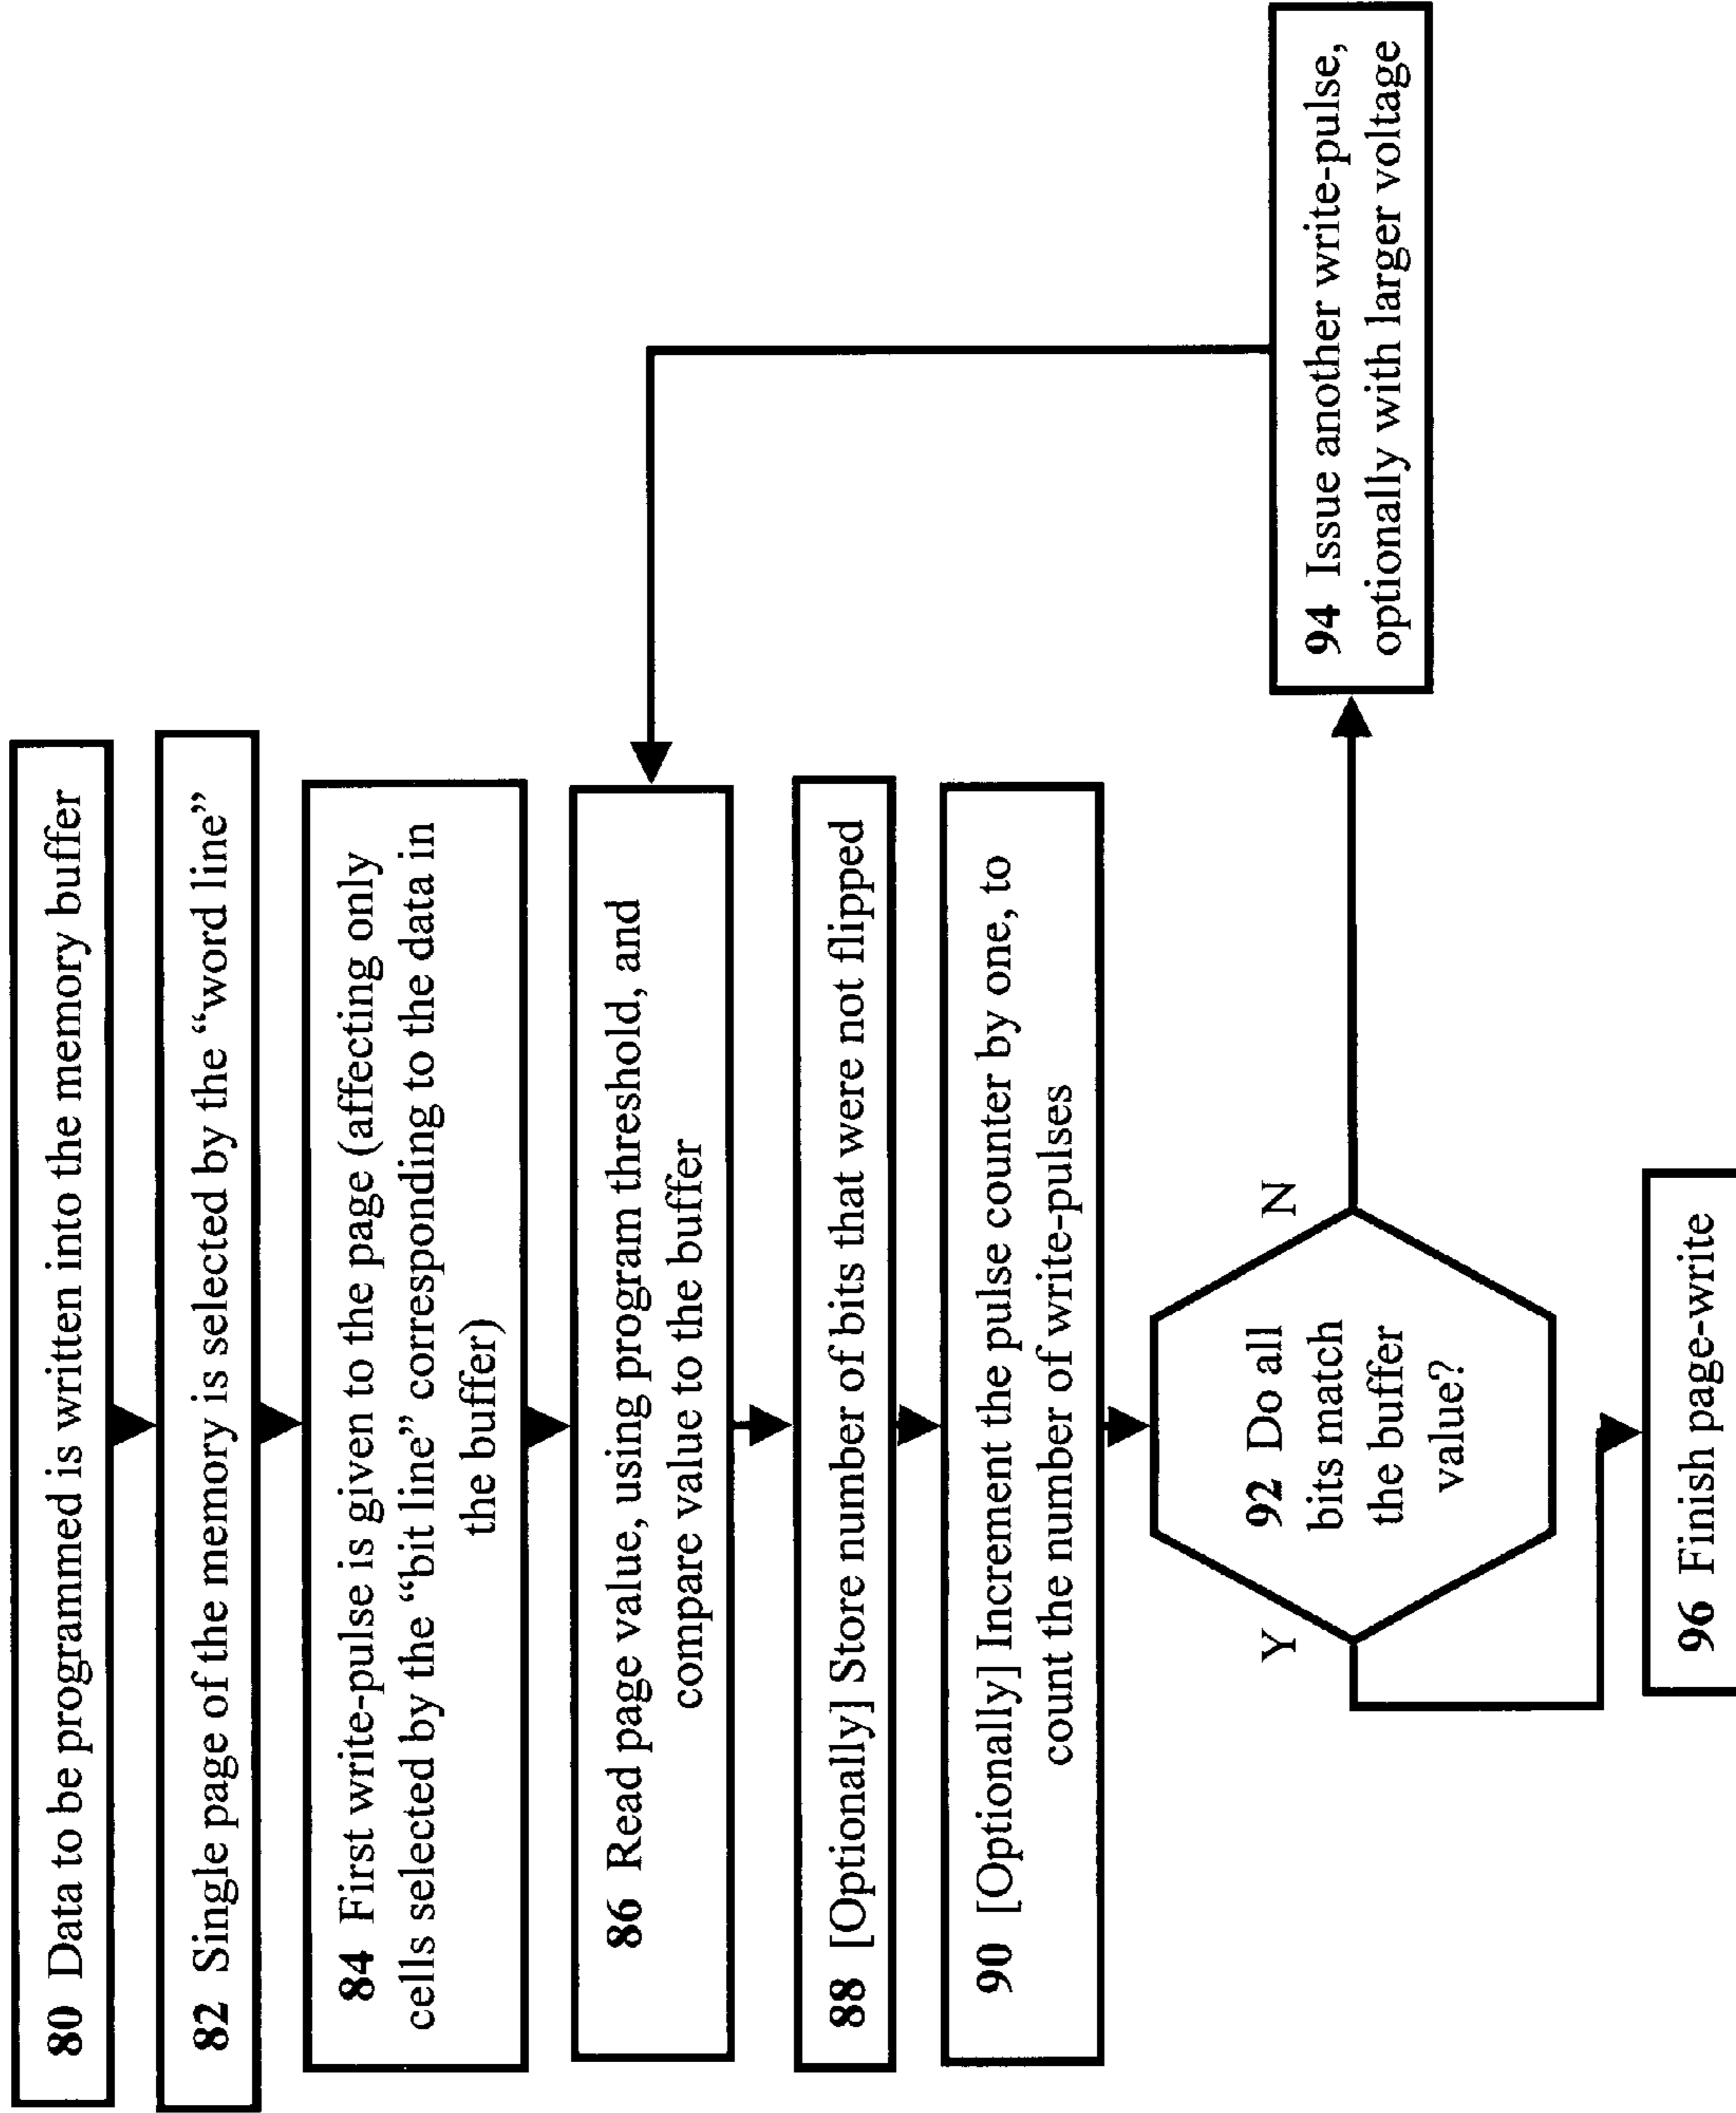 80 Data to be programmed is written into the memory buffer
82 Single page of the memory is selected by the “word line”
84 First write-pulse is given to the page (affecting only
cells selected by the “bit line” corresponding to the data in
the buffer)
86 Read page value, using program threshold, and
compare value to the buffer
88 [Optionally] Store number of bits that were not flipped
90 [Optionally] Increment the pulse counter by one, to
count the number of write-pulses
Y
N
92 Do all
bits match
the buffer
value?
94 Issue another write-pulse,
optionally with larger voltage
96 Finish page-write